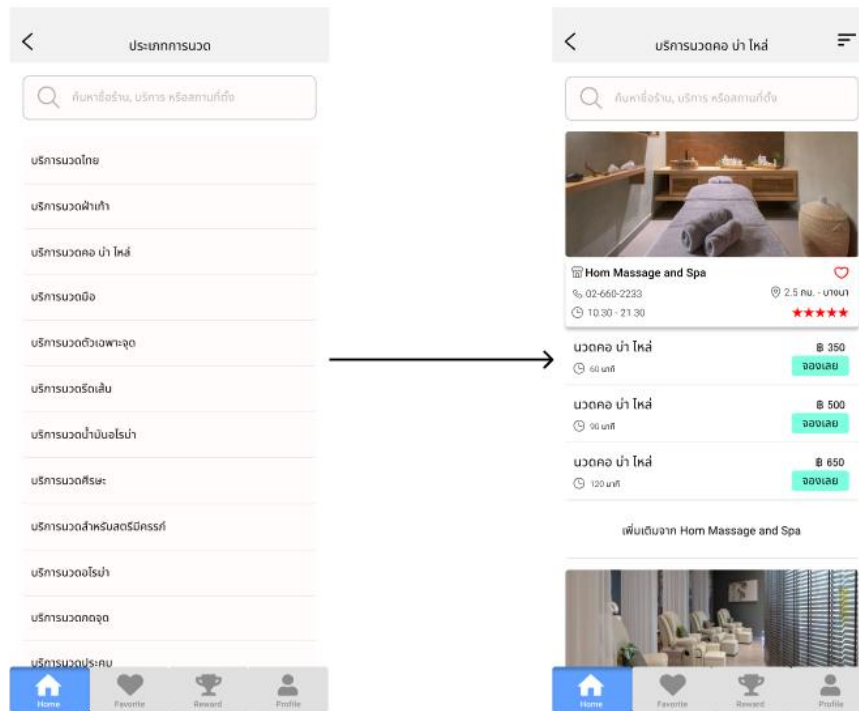 ประเภทการนวด
ค้นหาชื่อร้าน, บริการ หรือสถานที่ตั้ง
บริการนวดไทย
บริการนวดฝ่าเท้า
บริการนวดคอ บ่า ไหล่
บริการนวดมือ
บริการนวดตัวเฉพาะจุด
บริการนวดรีดเส้น
บริการนวดน้ำมันอโรม่า
บริการนวดศีรษะ
บริการนวดสำหรับสตรีมีครรภ์
บริการนวดอโรม่า
บริการนวดกดจุด
บริการนวดประคบ
Home Favorite Reward Profile
บริการนวดคอ บ่า ไหล่
ค้นหาชื่อร้าน, บริการ หรือสถานที่ตั้ง
Hom Massage and Spa
02-660-2233 2.5 กม. - บางนา
10.30 - 21.30
นวดคอ บ่า ไหล่ ฿ 350
60 นาที จองเลย
นวดคอ บ่า ไหล่ ฿ 500
90 นาที จองเลย
นวดคอ บ่า ไหล่ ฿ 650
120 นาที จองเลย
เพิ่มเติมจาก Hom Massage and Spa
Home Favorite Reward Profile